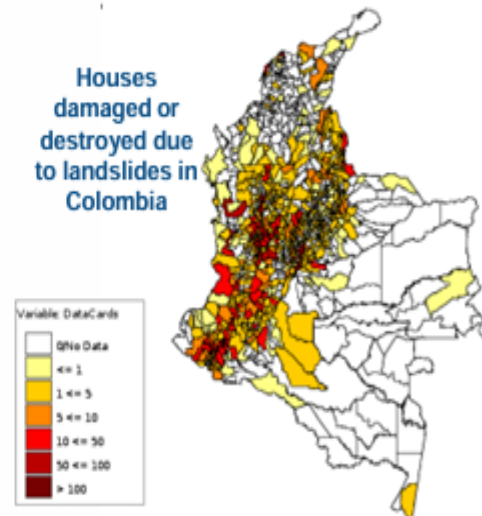 Houses
damaged or
destroyed due
to landslides in
Colombia
Variable: DataCards
0/No Data
<= 1
1 <= 5
5 <= 10
10 <= 50
50 <= 100
> 100